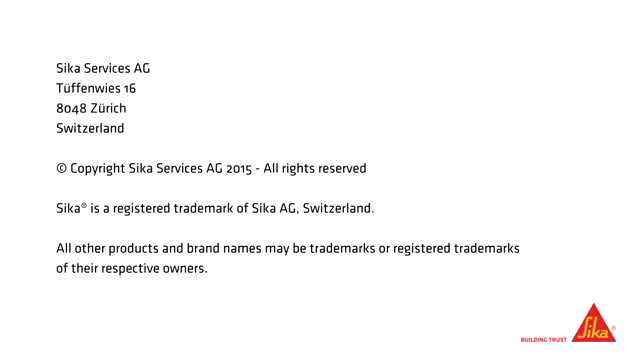 Sika Services AG
Tüffenwies 16
8048 Zürich
Switzerland
© Copyright Sika Services AG 2015 - All rights reserved
Sika® is a registered trademark of Sika AG, Switzerland.
All other products and brand names may be trademarks or registered trademarks
of their respective owners.
BUILDING TRUST
Sika®